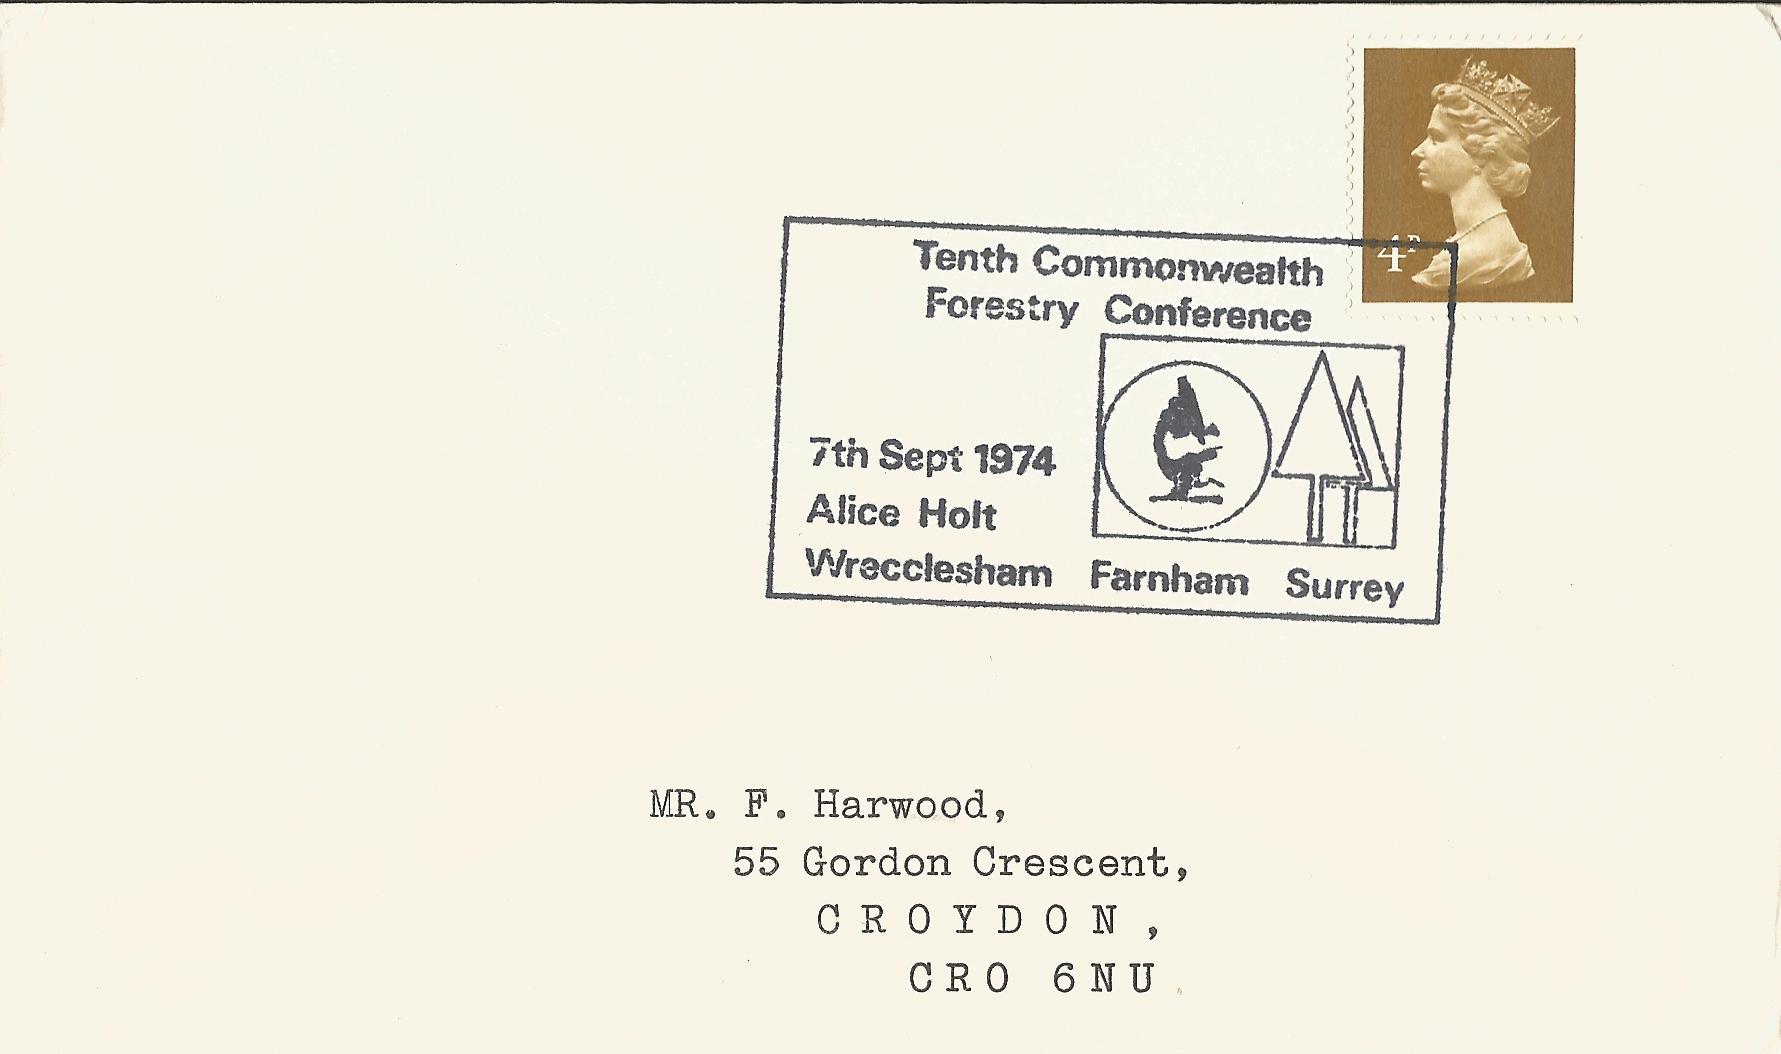 4P
Tenth Commonwealth
Forestry Conference
7th Sept 1974
Alice Holt
Wrecclesham Farnham Surrey
MR. F. Harwood,
55 Gordon Crescent,
CROYDON,
CRO 6NU